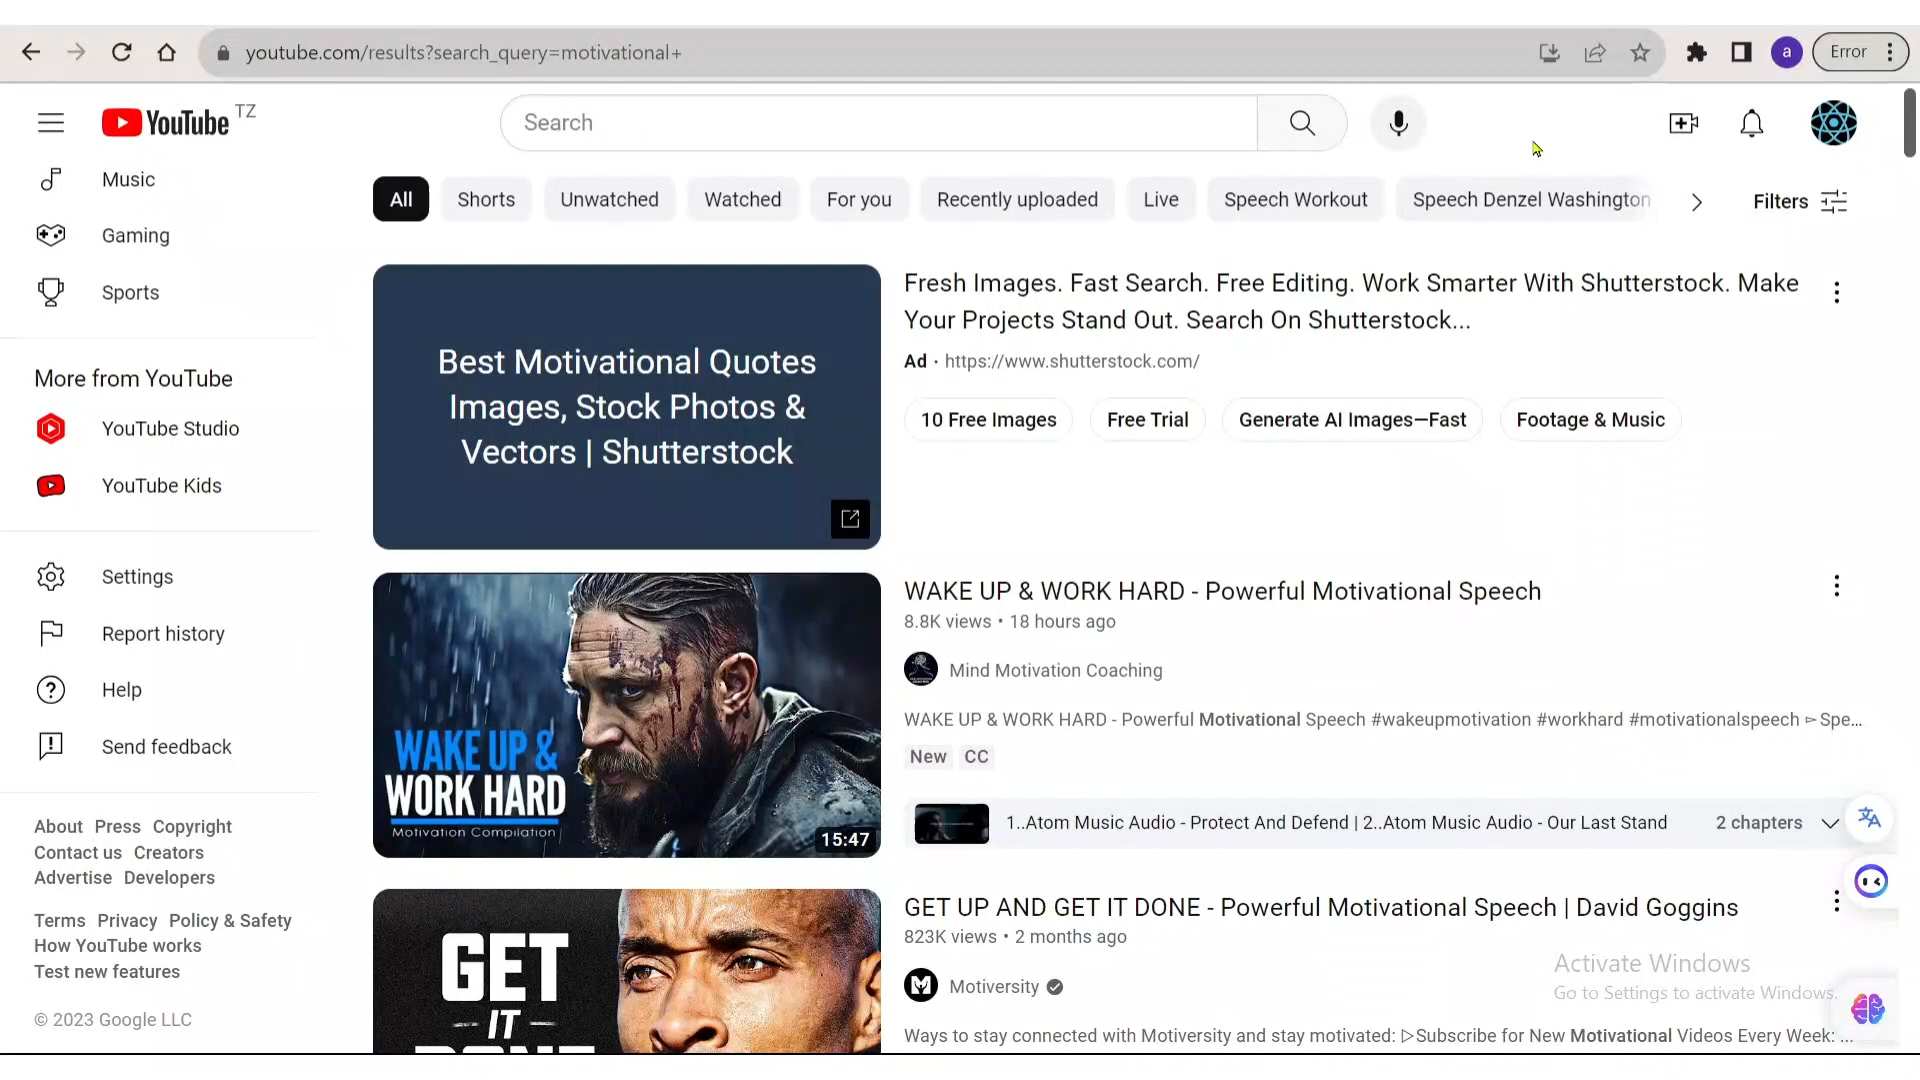 youtube.com/results?search_query=motivational+
a
Error
YouTube TZ
Search
Music
Gaming
Sports
More from YouTube
YouTube Studio
YouTube Kids
Settings
Report history
Help
Send feedback
About Press Copyright
Contact us Creators
Advertise Developers
Terms Privacy Policy & Safety
How YouTube works
Test new features
© 2023 Google LLC
All
Shorts
Unwatched
Watched
For you
Recently uploaded
Live
Speech Workout
Speech Denzel Washington
Filters
Best Motivational Quotes
Images, Stock Photos &
Vectors | Shutterstock
Fresh Images. Fast Search. Free Editing. Work Smarter With Shutterstock. Make
Your Projects Stand Out. Search On Shutterstock...
Ad · https://www.shutterstock.com/
10 Free Images
Free Trial
Generate AI Images—Fast
Footage & Music
WAKE UP &
WORK HARD
Motivation Compilation
15:47
WAKE UP & WORK HARD - Powerful Motivational Speech
8.8K views • 18 hours ago
Mind Motivation Coaching
WAKE UP & WORK HARD - Powerful Motivational Speech #wakeupmotivation #workhard #motivationalspeech ▻ Spe...
New CC
1..Atom Music Audio - Protect And Defend | 2..Atom Music Audio - Our Last Stand
2 chapters
GET
IT
DONE
GET UP AND GET IT DONE - Powerful Motivational Speech | David Goggins
823K views • 2 months ago
Motiversity
Ways to stay connected with Motiversity and stay motivated: ▷Subscribe for New Motivational Videos Every Week: ...
Activate Windows
Go to Settings to activate Windows.